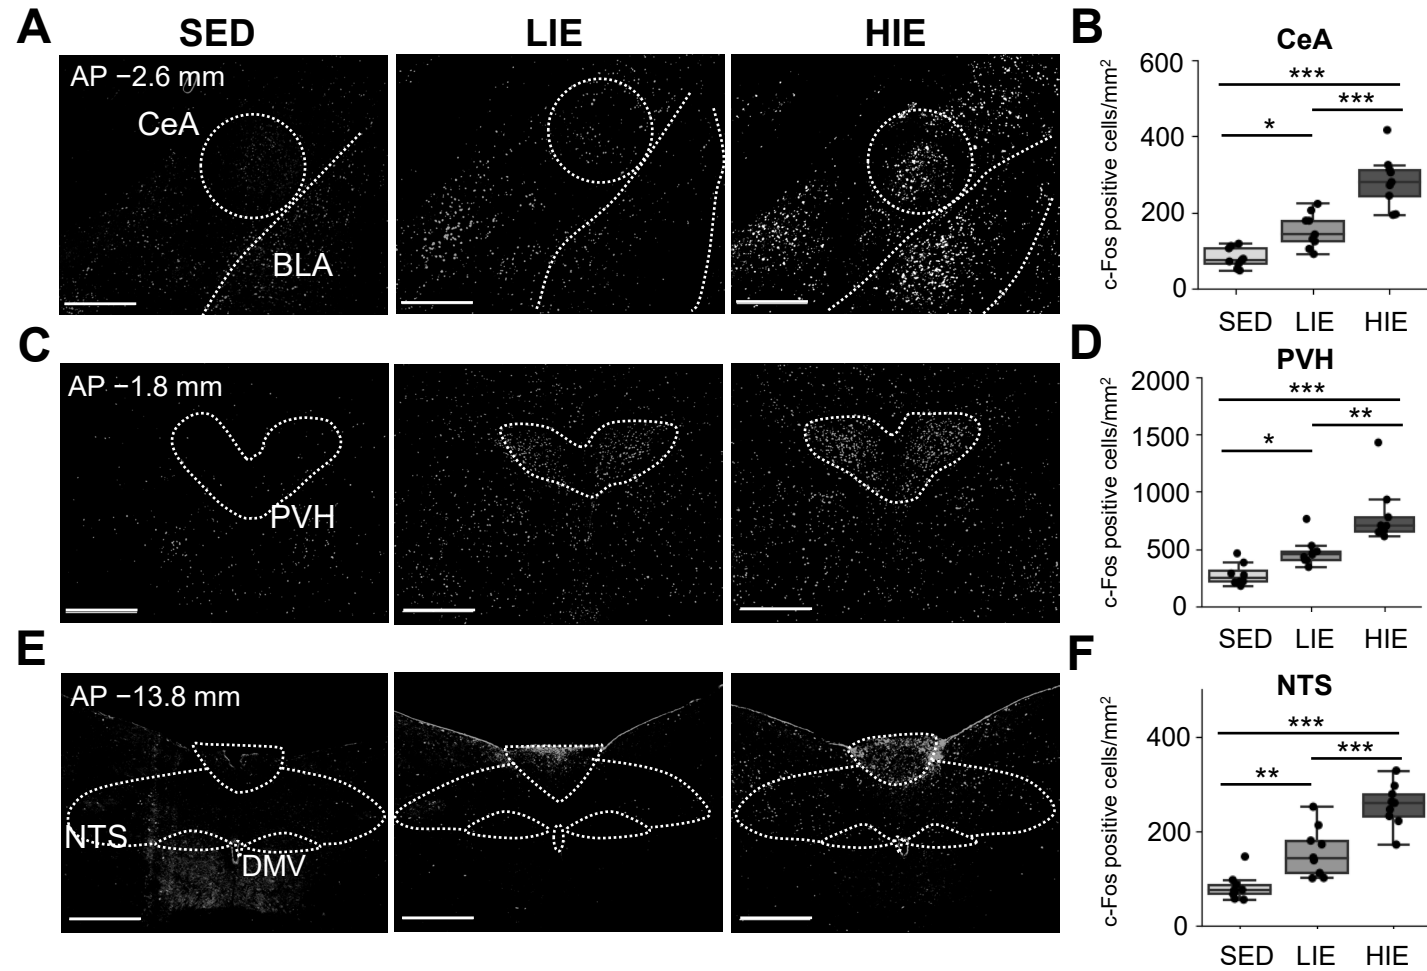 A
SED
LIE
HIE
AP −2.6 mm
CeA
BLA
B
CeA
c-Fos positive cells/mm²
600
400
200
0
***
***
*
SED LIE HIE
C
AP −1.8 mm
PVH
D
PVH
c-Fos positive cells/mm²
2000
1500
1000
500
0
***
**
*
SED LIE HIE
E
AP −13.8 mm
NTS
DMV
F
NTS
c-Fos positive cells/mm²
400
200
0
***
***
**
SED LIE HIE